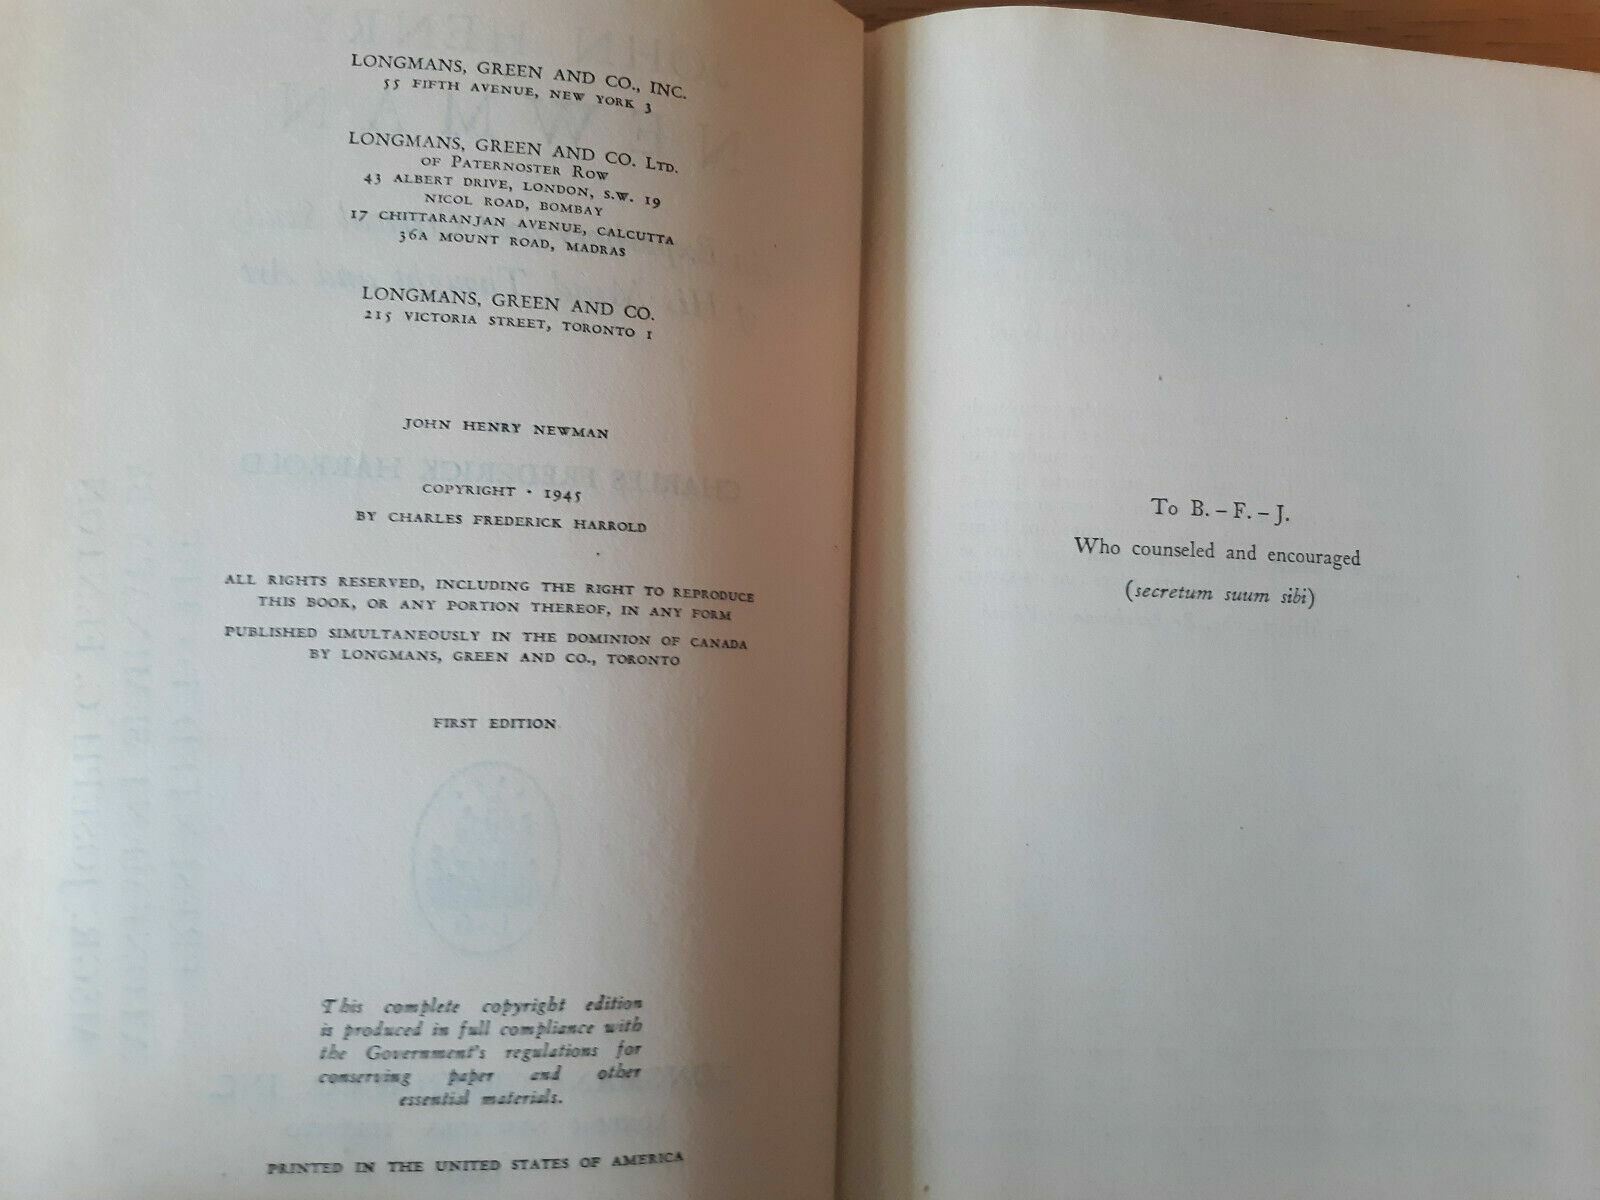 LONGMANS, GREEN AND CO., INC.
55 FIFTH AVENUE, NEW YORK 3
LONGMANS, GREEN AND CO. LTD.
OF PATERNOSTER ROW
43 ALBERT DRIVE, LONDON, S.W. 19
NICOL ROAD, BOMBAY
17 CHITTARANJAN AVENUE, CALCUTTA
36A MOUNT ROAD, MADRAS
LONGMANS, GREEN AND CO.
215 VICTORIA STREET, TORONTO 1
JOHN HENRY NEWMAN
COPYRIGHT · 1945
BY CHARLES FREDERICK HARROLD
ALL RIGHTS RESERVED, INCLUDING THE RIGHT TO REPRODUCE
THIS BOOK, OR ANY PORTION THEREOF, IN ANY FORM
PUBLISHED SIMULTANEOUSLY IN THE DOMINION OF CANADA
BY LONGMANS, GREEN AND CO., TORONTO
FIRST EDITION
This complete copyright edition
is produced in full compliance with
the Government's regulations for
conserving paper and other
essential materials.
PRINTED IN THE UNITED STATES OF AMERICA
To B. – F. – J.
Who counseled and encouraged
(secretum suum sibi)